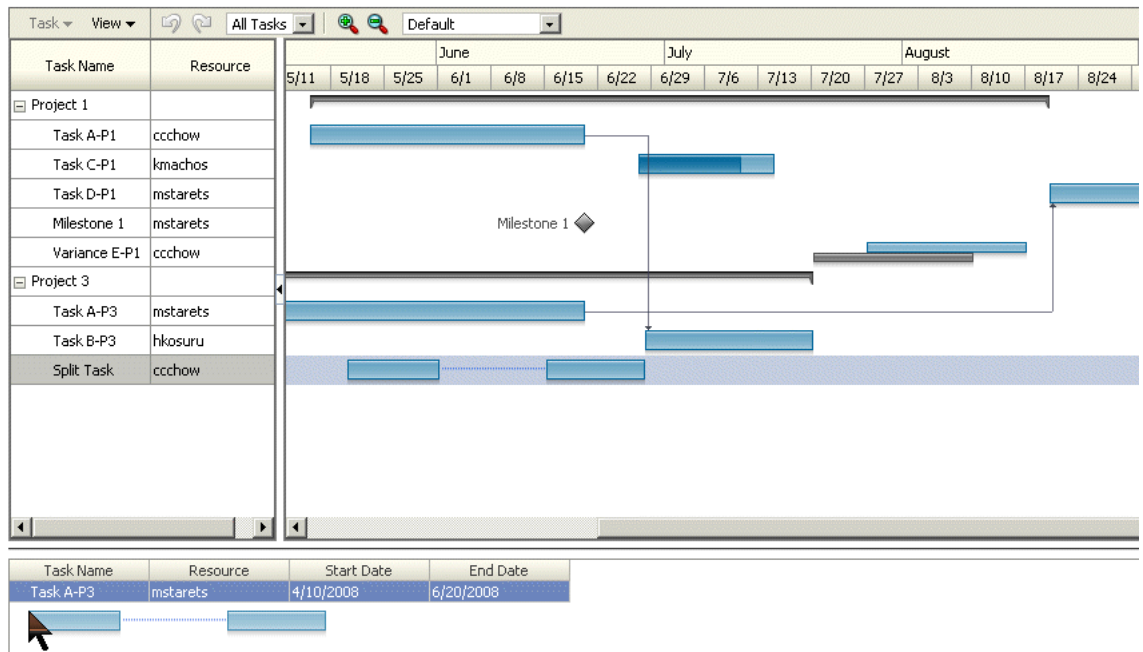 Task View All Tasks Default
Task Name Resource
June July August
5/11 5/18 5/25 6/1 6/8 6/15 6/22 6/29 7/6 7/13 7/20 7/27 8/3 8/10 8/17 8/24
Project 1
Task A-P1 ccchow
Task C-P1 kmachos
Task D-P1 mstarets
Milestone 1 mstarets Milestone 1
Variance E-P1 ccchow
Project 3
Task A-P3 mstarets
Task B-P3 hkosuru
Split Task ccchow
Task Name Resource Start Date End Date
Task A-P3 mstarets 4/10/2008 6/20/2008